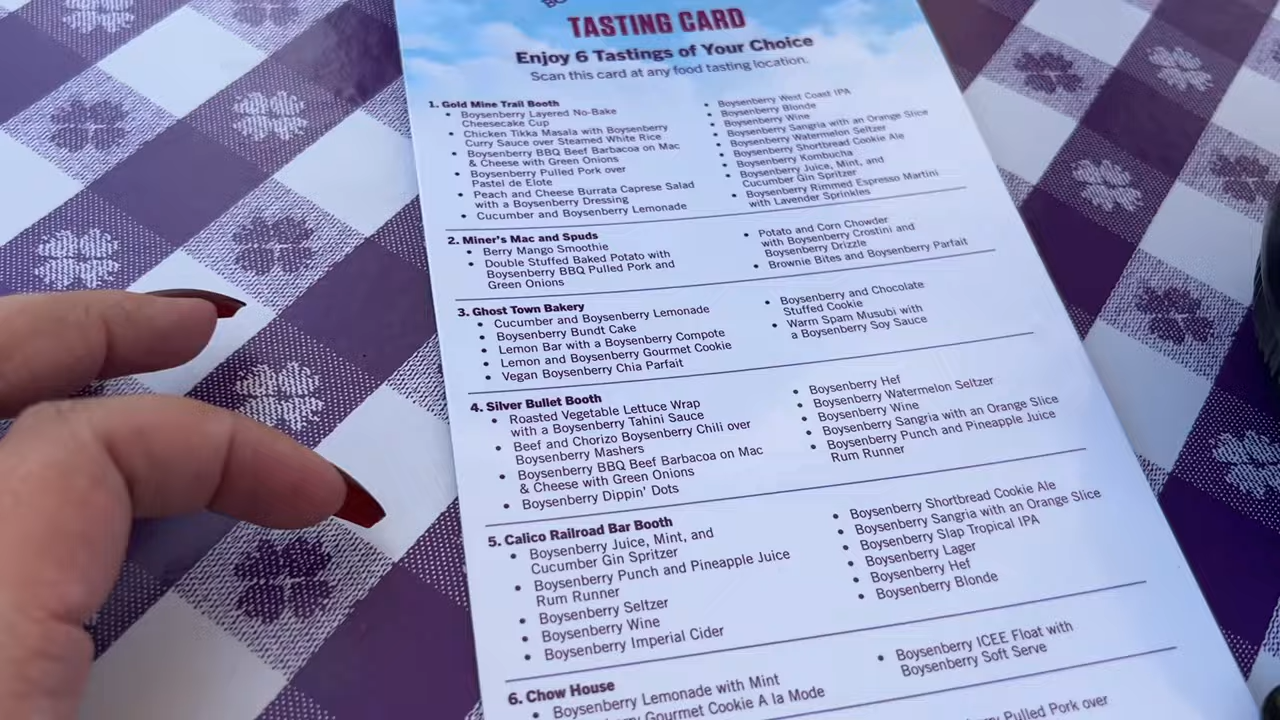 TASTING CARD
Enjoy 6 Tastings of Your Choice
Scan this card at any food tasting location.
1. Gold Mine Trail Booth
• Boysenberry Layered No-Bake
Cheesecake Cup
• Chicken Tikka Masala with Boysenberry
Curry Sauce over Steamed White Rice
• Boysenberry BBQ Beef Barbacoa on Mac
& Cheese with Green Onions
• Boysenberry Pulled Pork over
Pastel de Elote
• Peach and Cheese Burrata Caprese Salad
with a Boysenberry Dressing
• Cucumber and Boysenberry Lemonade
• Boysenberry West Coast IPA
• Boysenberry Blonde
• Boysenberry Wine
• Boysenberry Sangria with an Orange Slice
• Boysenberry Watermelon Seltzer
• Boysenberry Shortbread Cookie Ale
• Boysenberry Kombucha
• Boysenberry Juice, Mint, and
Cucumber Gin Spritzer
• Boysenberry Rimmed Espresso Martini
with Lavender Sprinkles
2. Miner's Mac and Spuds
• Berry Mango Smoothie
• Double Stuffed Baked Potato with
Boysenberry BBQ Pulled Pork and
Green Onions
• Potato and Corn Chowder
with Boysenberry Crostini and
Boysenberry Drizzle
• Brownie Bites and Boysenberry Parfait
3. Ghost Town Bakery
• Cucumber and Boysenberry Lemonade
• Boysenberry Bundt Cake
• Lemon Bar with a Boysenberry Compote
• Lemon and Boysenberry Gourmet Cookie
• Vegan Boysenberry Chia Parfait
• Boysenberry and Chocolate
Stuffed Cookie
• Warm Spam Musubi with
a Boysenberry Soy Sauce
4. Silver Bullet Booth
• Roasted Vegetable Lettuce Wrap
with a Boysenberry Tahini Sauce
• Beef and Chorizo Boysenberry Chili over
Boysenberry Mashers
• Boysenberry BBQ Beef Barbacoa on Mac
& Cheese with Green Onions
• Boysenberry Dippin' Dots
• Boysenberry Hef
• Boysenberry Watermelon Seltzer
• Boysenberry Wine
• Boysenberry Sangria with an Orange Slice
• Boysenberry Punch and Pineapple Juice
Rum Runner
5. Calico Railroad Bar Booth
• Boysenberry Juice, Mint, and
Cucumber Gin Spritzer
• Boysenberry Punch and Pineapple Juice
Rum Runner
• Boysenberry Seltzer
• Boysenberry Wine
• Boysenberry Imperial Cider
• Boysenberry Shortbread Cookie Ale
• Boysenberry Sangria with an Orange Slice
• Boysenberry Slap Tropical IPA
• Boysenberry Lager
• Boysenberry Hef
• Boysenberry Blonde
6. Chow House
• Boysenberry Lemonade with Mint
Gourmet Cookie A la Mode
• Boysenberry ICEE Float with
Boysenberry Soft Serve
Pulled Pork over